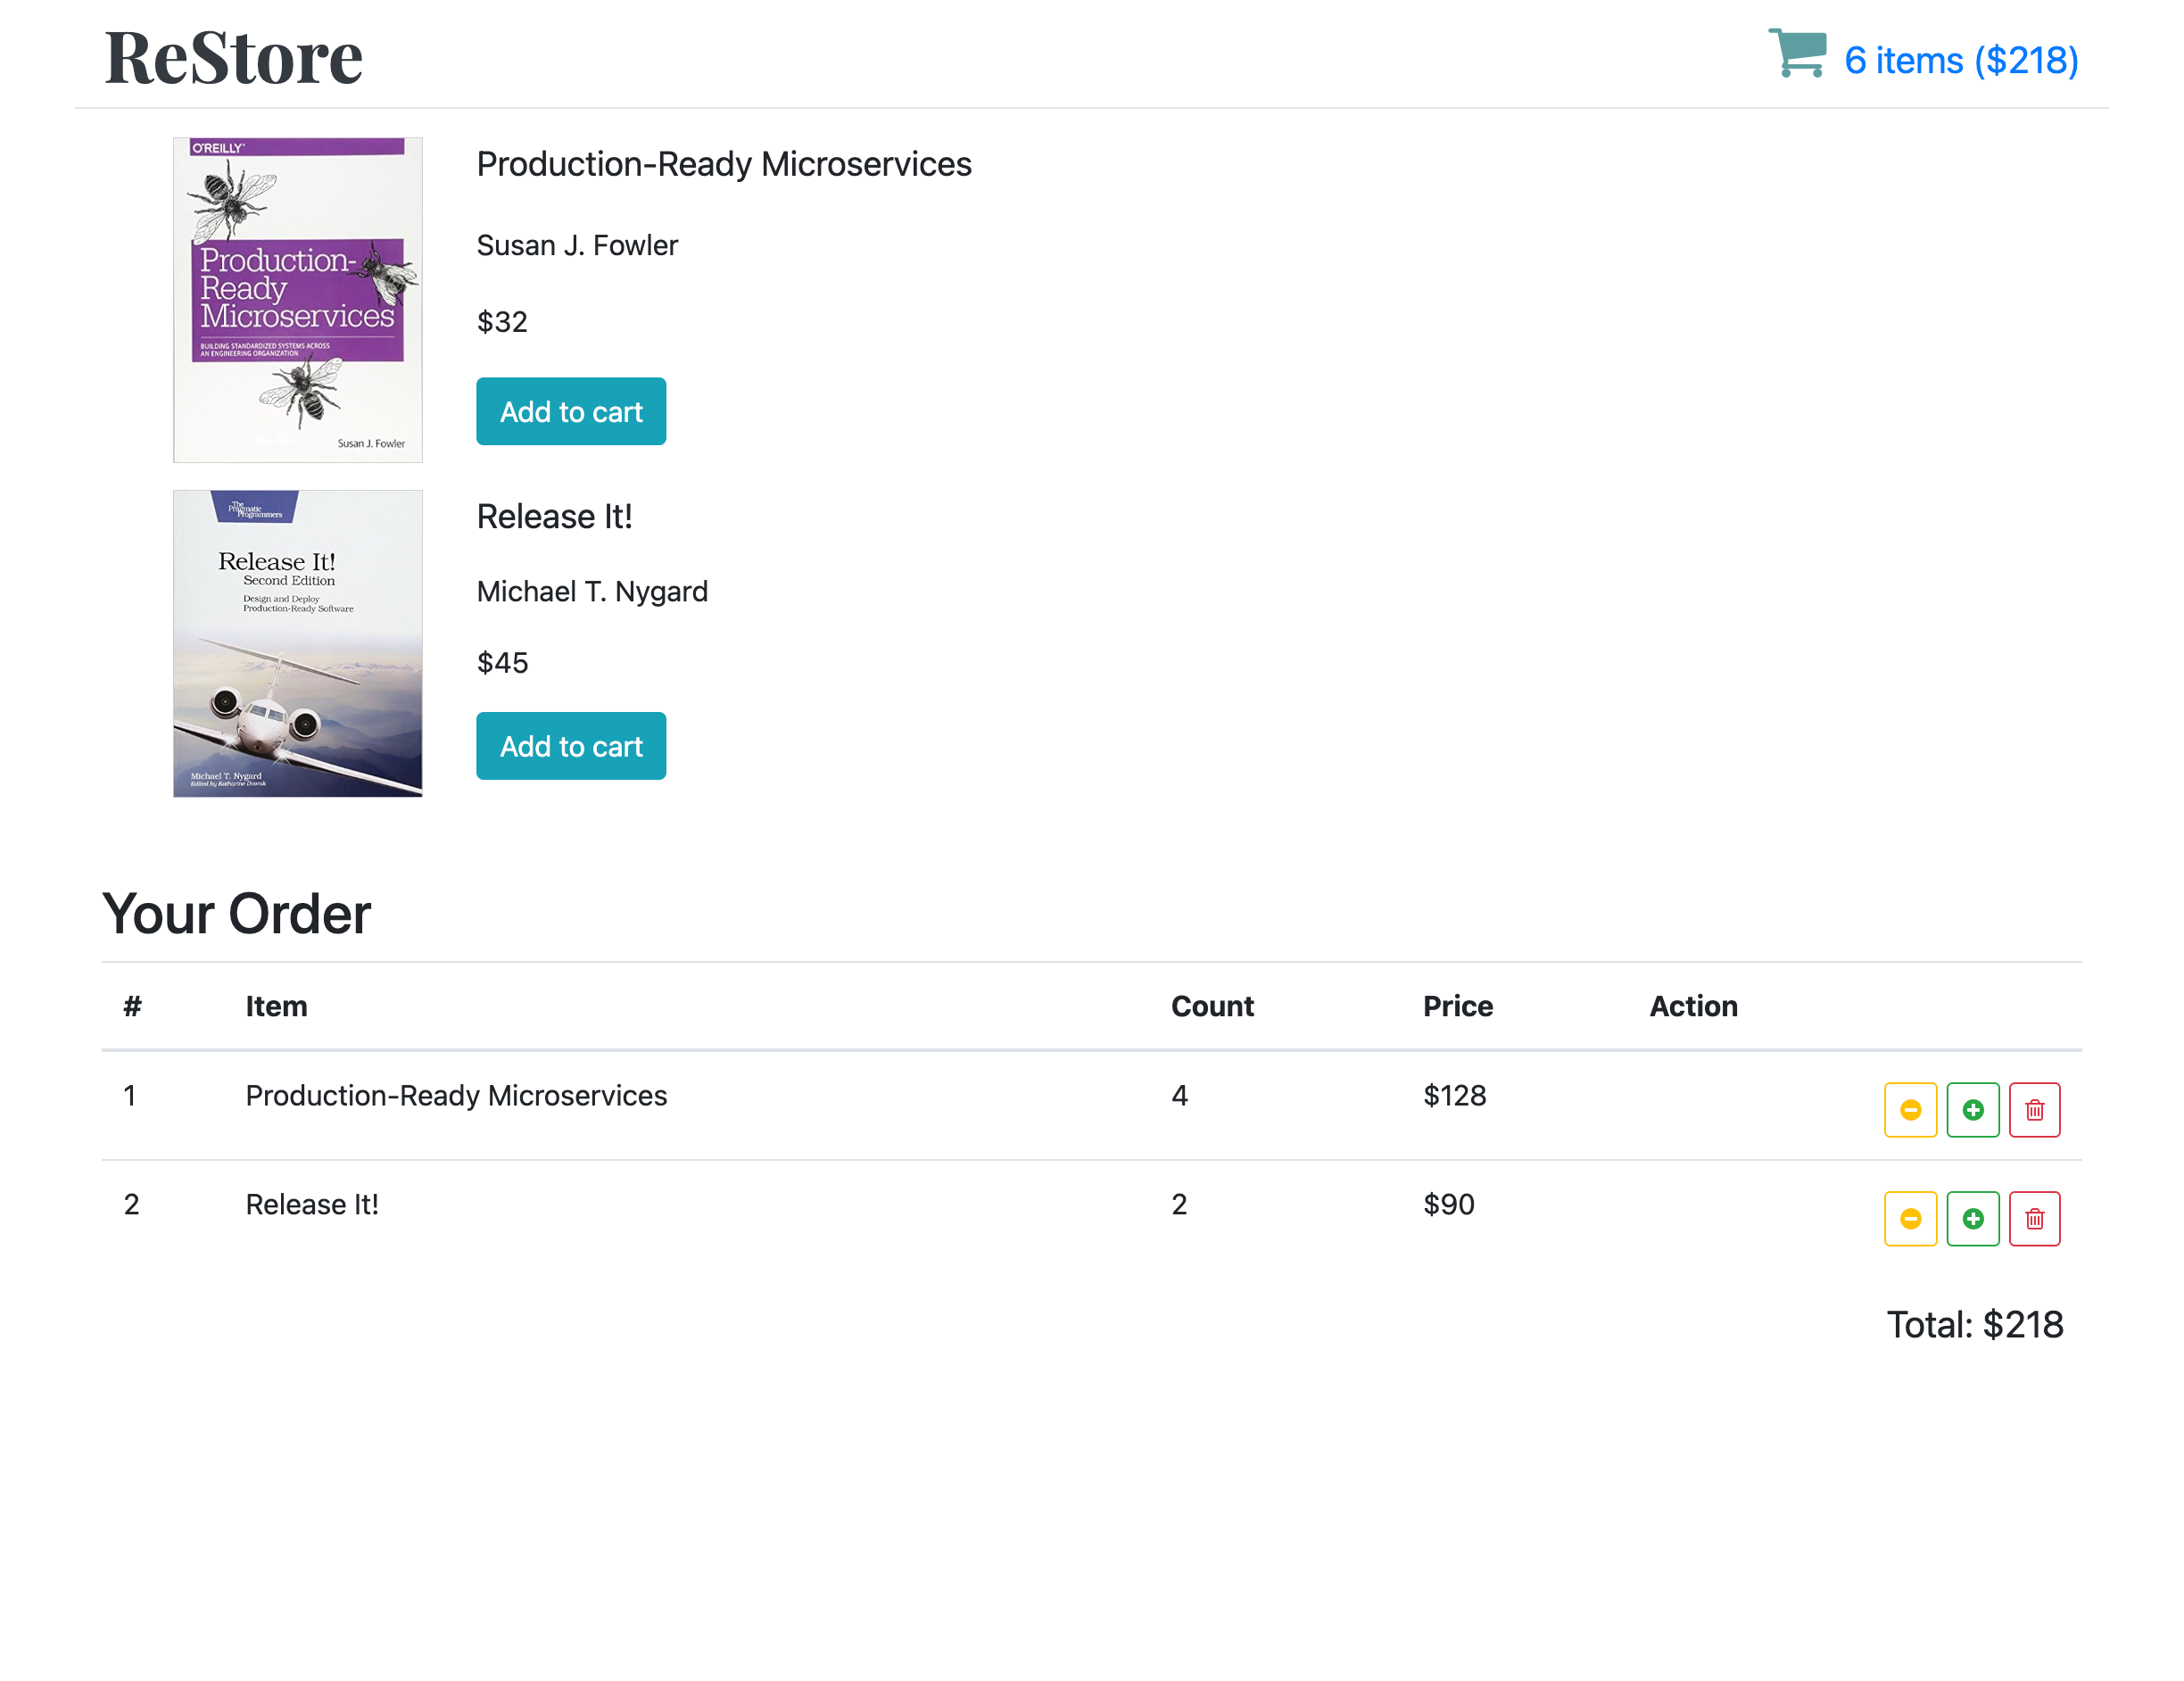 ReStore
6 items ($218)
O'REILLY'
Production-
Ready
Microservices
BUILDING STANDARDIZED SYSTEMS ACROSS
AN ENGINEERING ORGANIZATION
Susan J. Fowler
Production-Ready Microservices
Susan J. Fowler
$32
Add to cart
The
Pragmatic
Programmers
Release It!
Second Edition
Design and Deploy
Production-Ready Software
Michael T. Nygard
Edited by Katharine Dvorak
Release It!
Michael T. Nygard
$45
Add to cart
Your Order
# Item Count Price Action
1 Production-Ready Microservices 4 $128
2 Release It! 2 $90
Total: $218